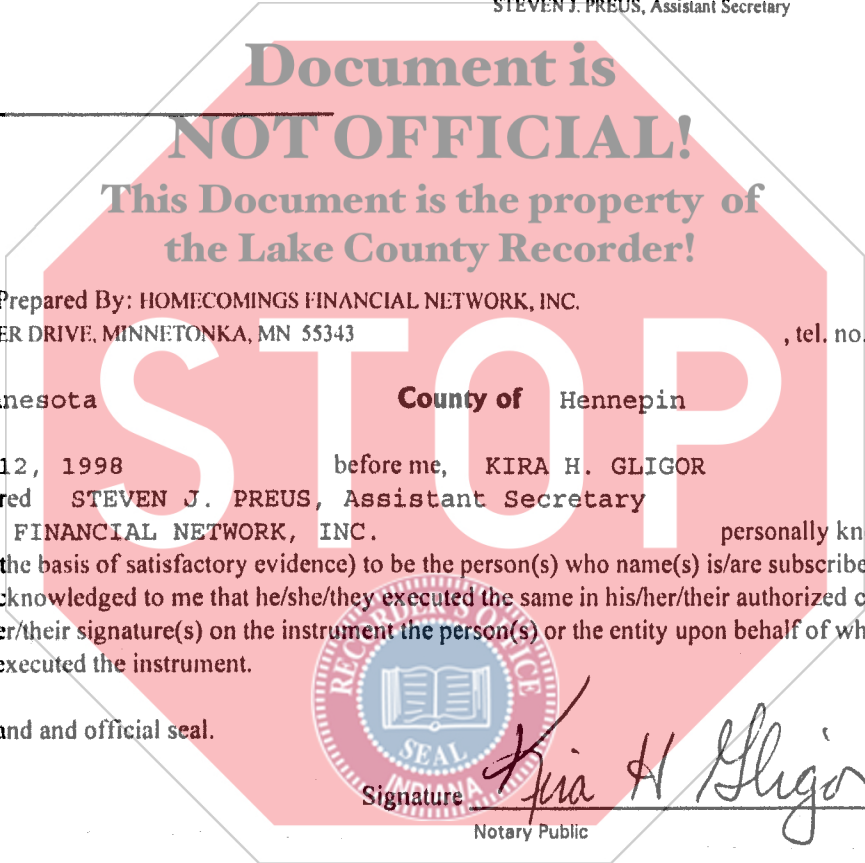 STEVEN J. PREUS, Assistant Secretary
Document is
NOT OFFICIAL!
This Document is the property of
the Lake County Recorder!
Prepared By: HOMECOMINGS FINANCIAL NETWORK, INC.
ER DRIVE, MINNETONKA, MN 55343 , tel. no.
nesota County of Hennepin
STOP
12, 1998 before me, KIRA H. GLIGOR
red STEVEN J. PREUS, Assistant Secretary
FINANCIAL NETWORK, INC. personally kn
the basis of satisfactory evidence) to be the person(s) who name(s) is/are subscribe
cknowledged to me that he/she/they executed the same in his/her/their authorized c
er/their signature(s) on the instrument the person(s) or the entity upon behalf of wh
executed the instrument.
RECORDER'S OFFICE
SEAL
INDIANA
and and official seal.
Signature Kira H Gligor
Notary Public